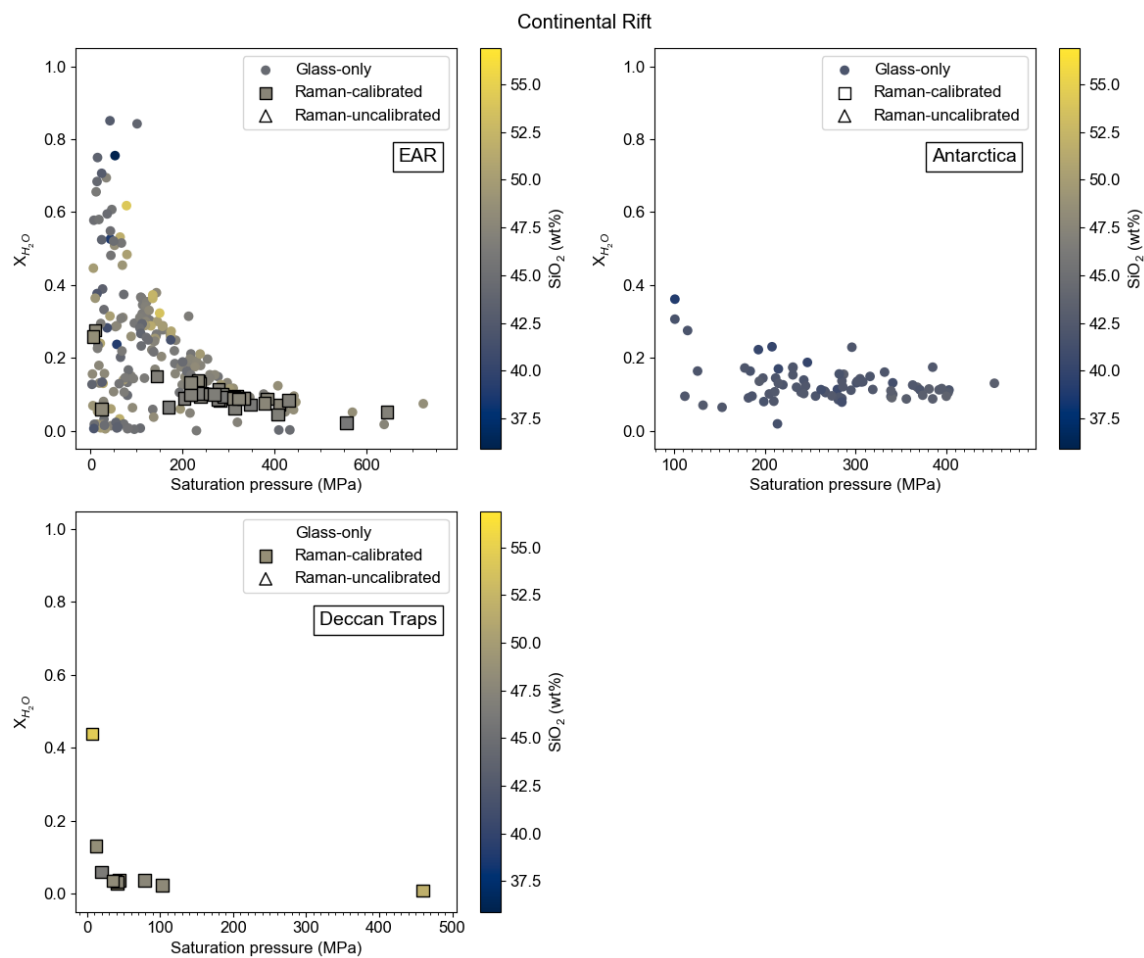 Continental Rift
1.0
0.8
0.6
0.4
0.2
0.0
X_{H_2O}
0
200
400
600
Saturation pressure (MPa)
Glass-only
Raman-calibrated
Raman-uncalibrated
EAR
55.0
52.5
50.0
47.5
45.0
42.5
40.0
37.5
SiO₂ (wt%)
1.0
0.8
0.6
0.4
0.2
0.0
X_{H_2O}
100
200
300
400
Saturation pressure (MPa)
Glass-only
Raman-calibrated
Raman-uncalibrated
Antarctica
55.0
52.5
50.0
47.5
45.0
42.5
40.0
37.5
SiO₂ (wt%)
1.0
0.8
0.6
0.4
0.2
0.0
X_{H_2O}
0
100
200
300
400
500
Saturation pressure (MPa)
Glass-only
Raman-calibrated
Raman-uncalibrated
Deccan Traps
55.0
52.5
50.0
47.5
45.0
42.5
40.0
37.5
SiO₂ (wt%)